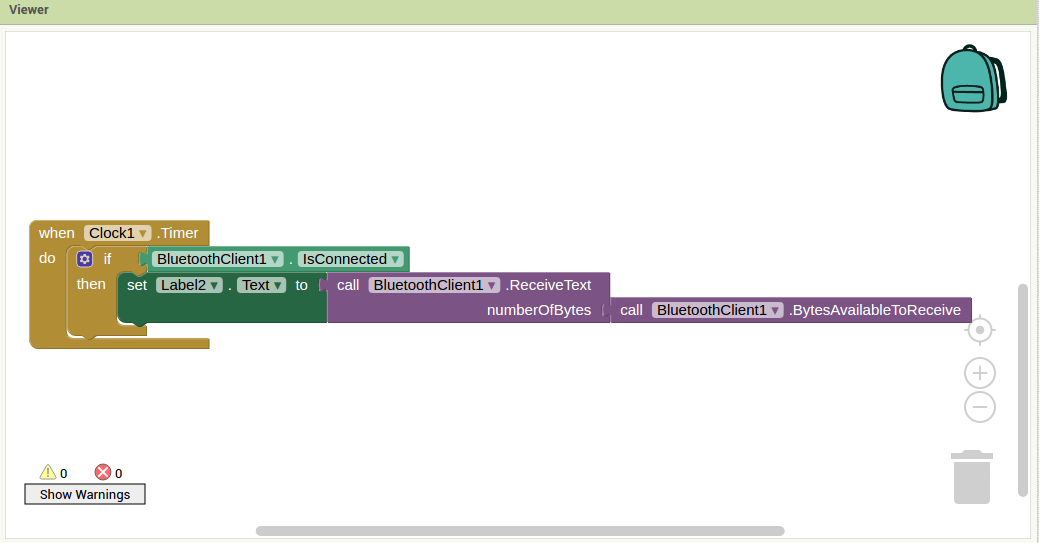 Viewer
when Clock1 .Timer
do if BluetoothClient1 . IsConnected
then set Label2 . Text to call BluetoothClient1 .ReceiveText
numberOfBytes call BluetoothClient1 .BytesAvailableToReceive
0 0
Show Warnings